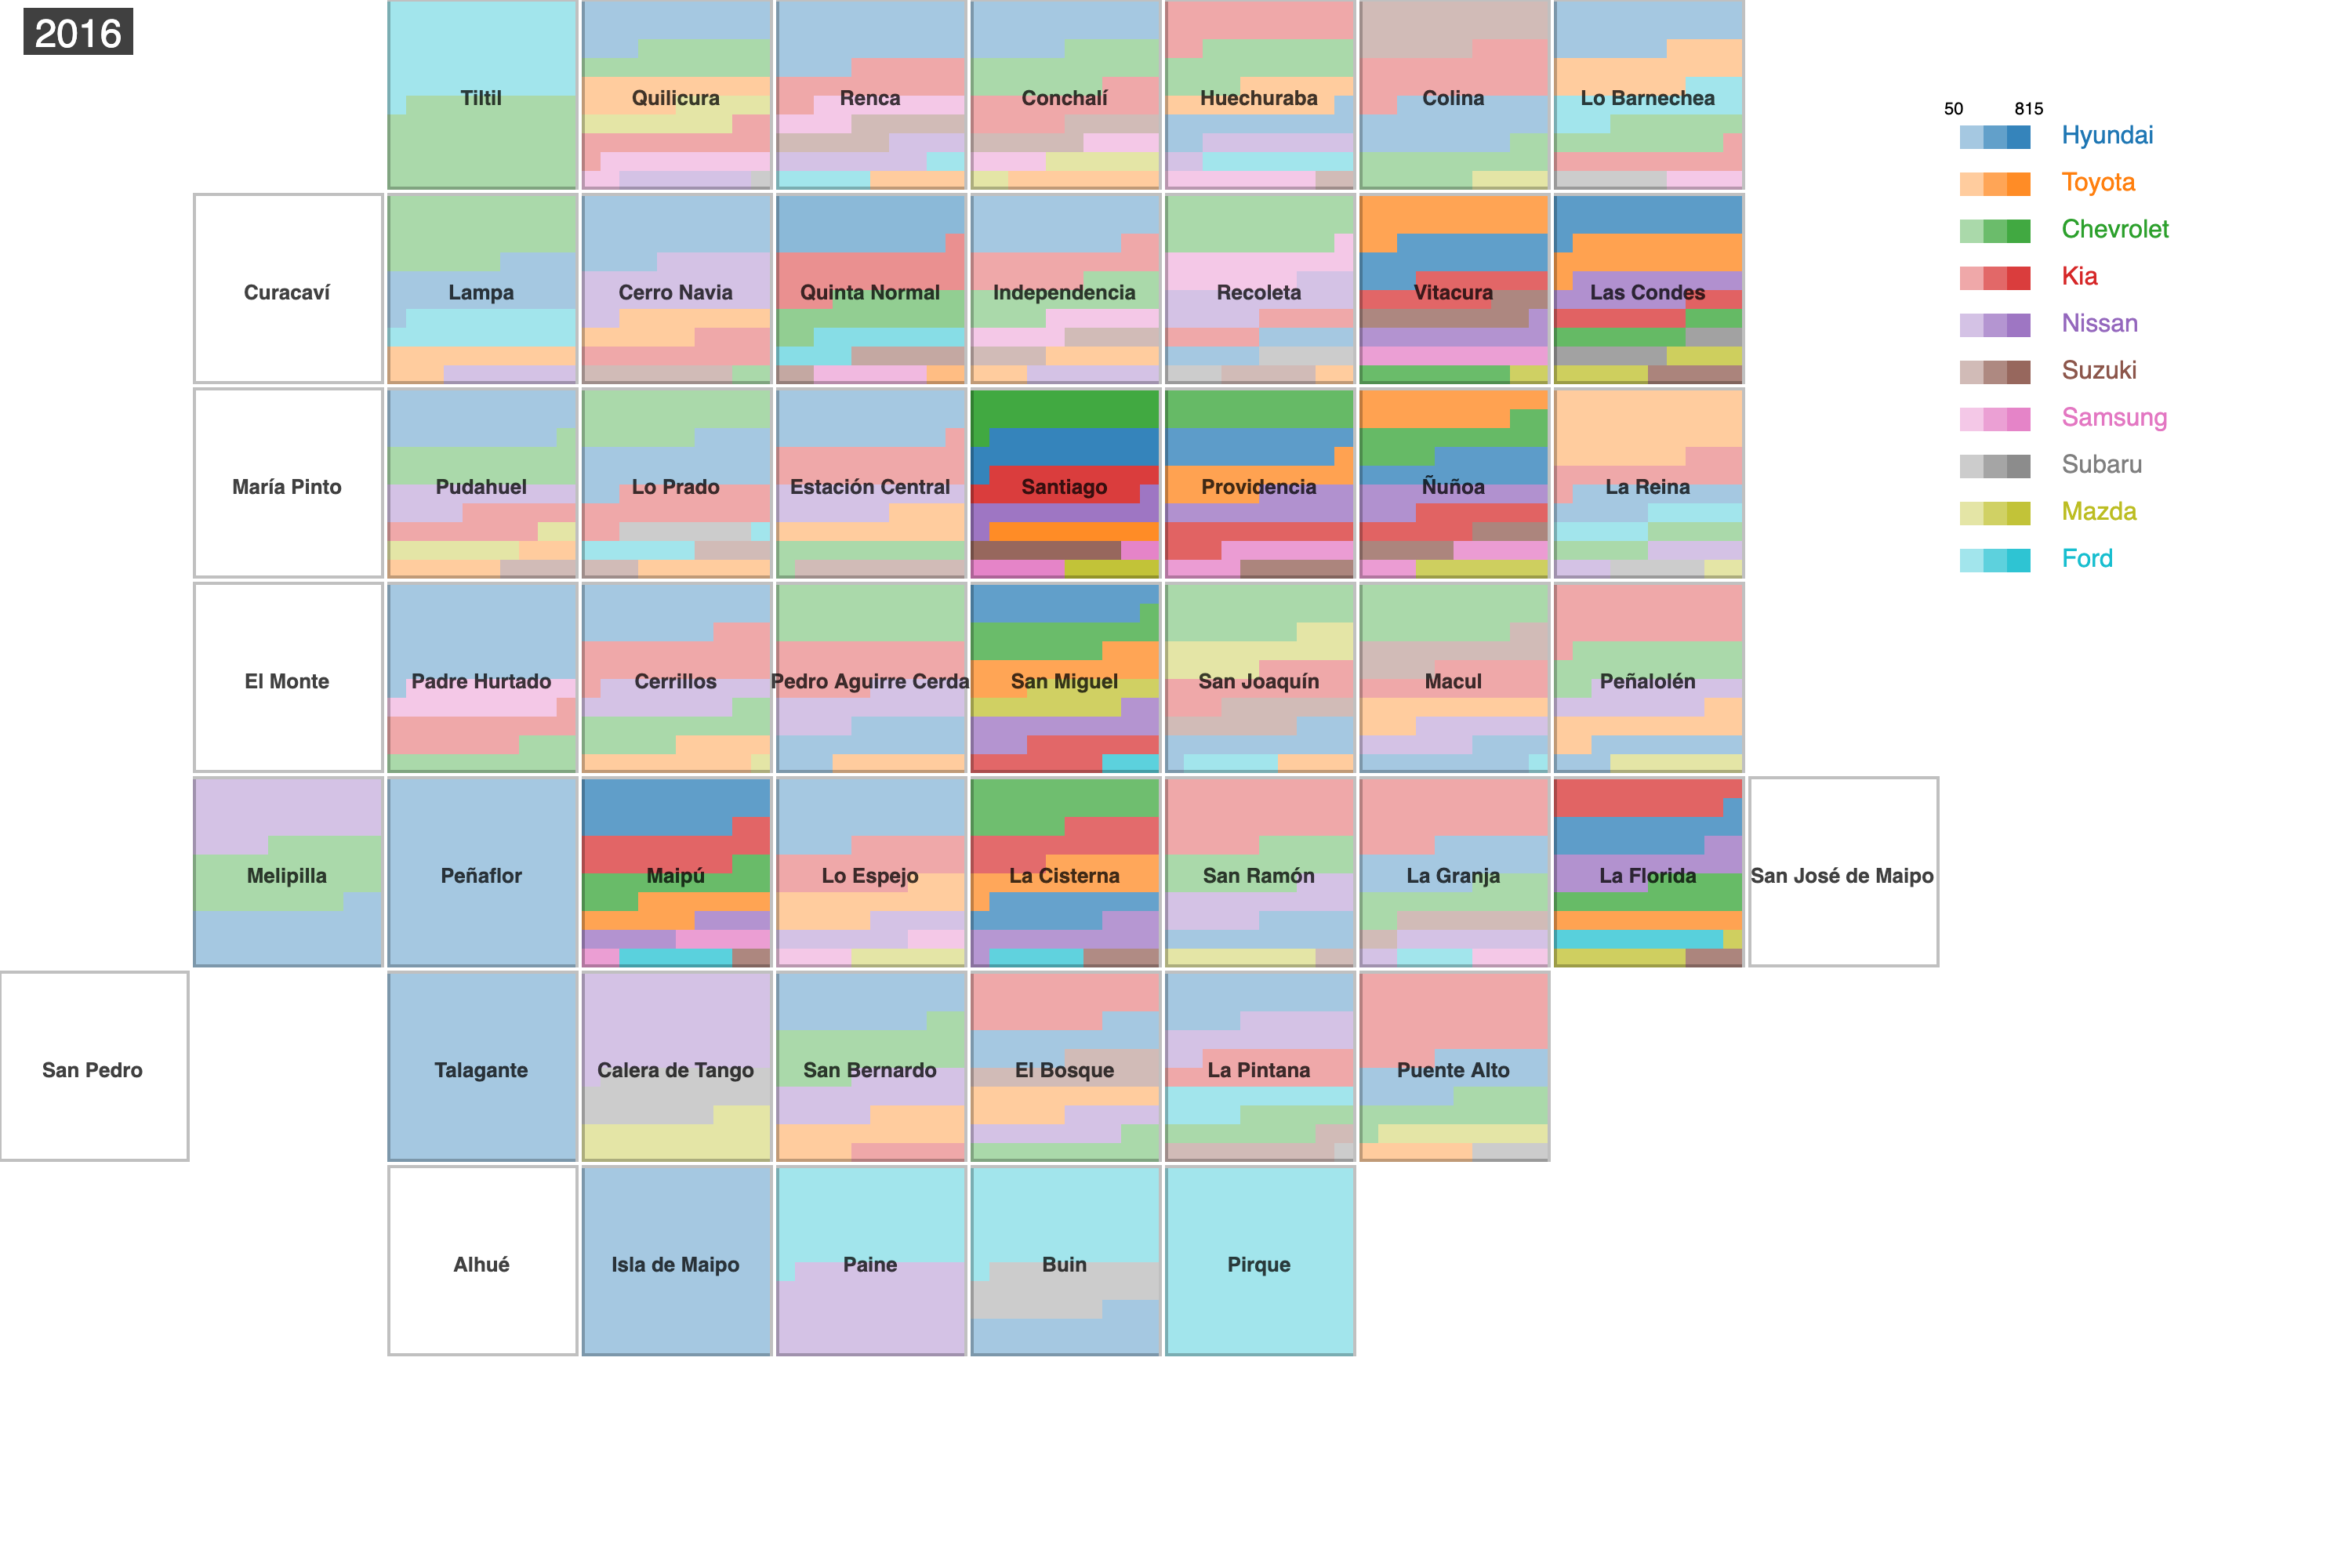 2016
Tiltil
Quilicura
Renca
Conchalí
Huechuraba
Colina
Lo Barnechea
Curacaví
Lampa
Cerro Navia
Quinta Normal
Independencia
Recoleta
Vitacura
Las Condes
María Pinto
Pudahuel
Lo Prado
Estación Central
Santiago
Providencia
Ñuñoa
La Reina
El Monte
Padre Hurtado
Cerrillos
Pedro Aguirre Cerda
San Miguel
San Joaquín
Macul
Peñalolén
Melipilla
Peñaflor
Maipú
Lo Espejo
La Cisterna
San Ramón
La Granja
La Florida
San José de Maipo
San Pedro
Talagante
Calera de Tango
San Bernardo
El Bosque
La Pintana
Puente Alto
Alhué
Isla de Maipo
Paine
Buin
Pirque
50 815
Hyundai
Toyota
Chevrolet
Kia
Nissan
Suzuki
Samsung
Subaru
Mazda
Ford